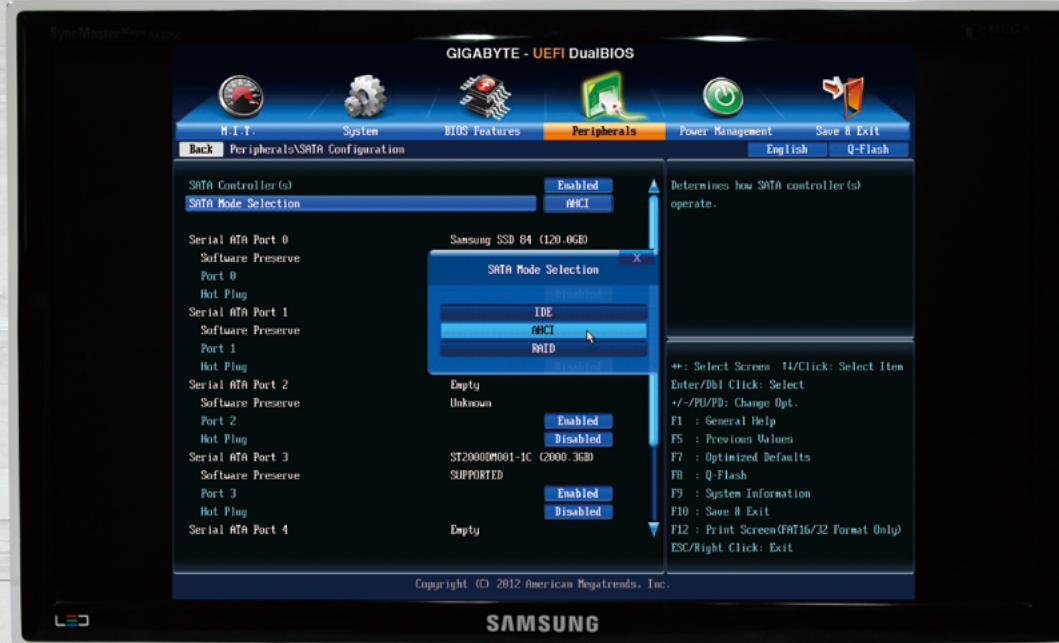 SyncMaster Magic BX2050
MEGA
GIGABYTE - UEFI DualBIOS
M.I.T. System BIOS Features Peripherals Power Management Save & Exit
Back Peripherals\SATA Configuration English Q-Flash
SATA Controller(s) Enabled
SATA Mode Selection AHCI
Serial ATA Port 0 Samsung SSD 84 (120.0GB)
Software Preserve
Port 0
Hot Plug Disabled
Serial ATA Port 1
Software Preserve
Port 1
Hot Plug Disabled
Serial ATA Port 2 Empty
Software Preserve Unknown
Port 2 Enabled
Hot Plug Disabled
Serial ATA Port 3 ST2000DM001-1C (2000.3GB)
Software Preserve SUPPORTED
Port 3 Enabled
Hot Plug Disabled
Serial ATA Port 4 Empty
X
SATA Mode Selection
IDE
AHCI
RAID
Determines how SATA controller(s)
operate.
↔: Select Screen ↑↓/Click: Select Item
Enter/Dbl Click: Select
+/-/PU/PD: Change Opt.
F1 : General Help
F5 : Previous Values
F7 : Optimized Defaults
F8 : Q-Flash
F9 : System Information
F10 : Save & Exit
F12 : Print Screen(FAT16/32 Format Only)
ESC/Right Click: Exit
Copyright (C) 2012 American Megatrends, Inc.
LED
SAMSUNG